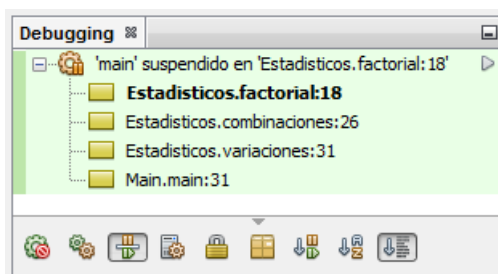 Debugging
'main' suspendido en 'Estadisticos.factorial:18'
Estadisticos.factorial:18
Estadisticos.combinaciones:26
Estadisticos.variaciones:31
Main.main:31